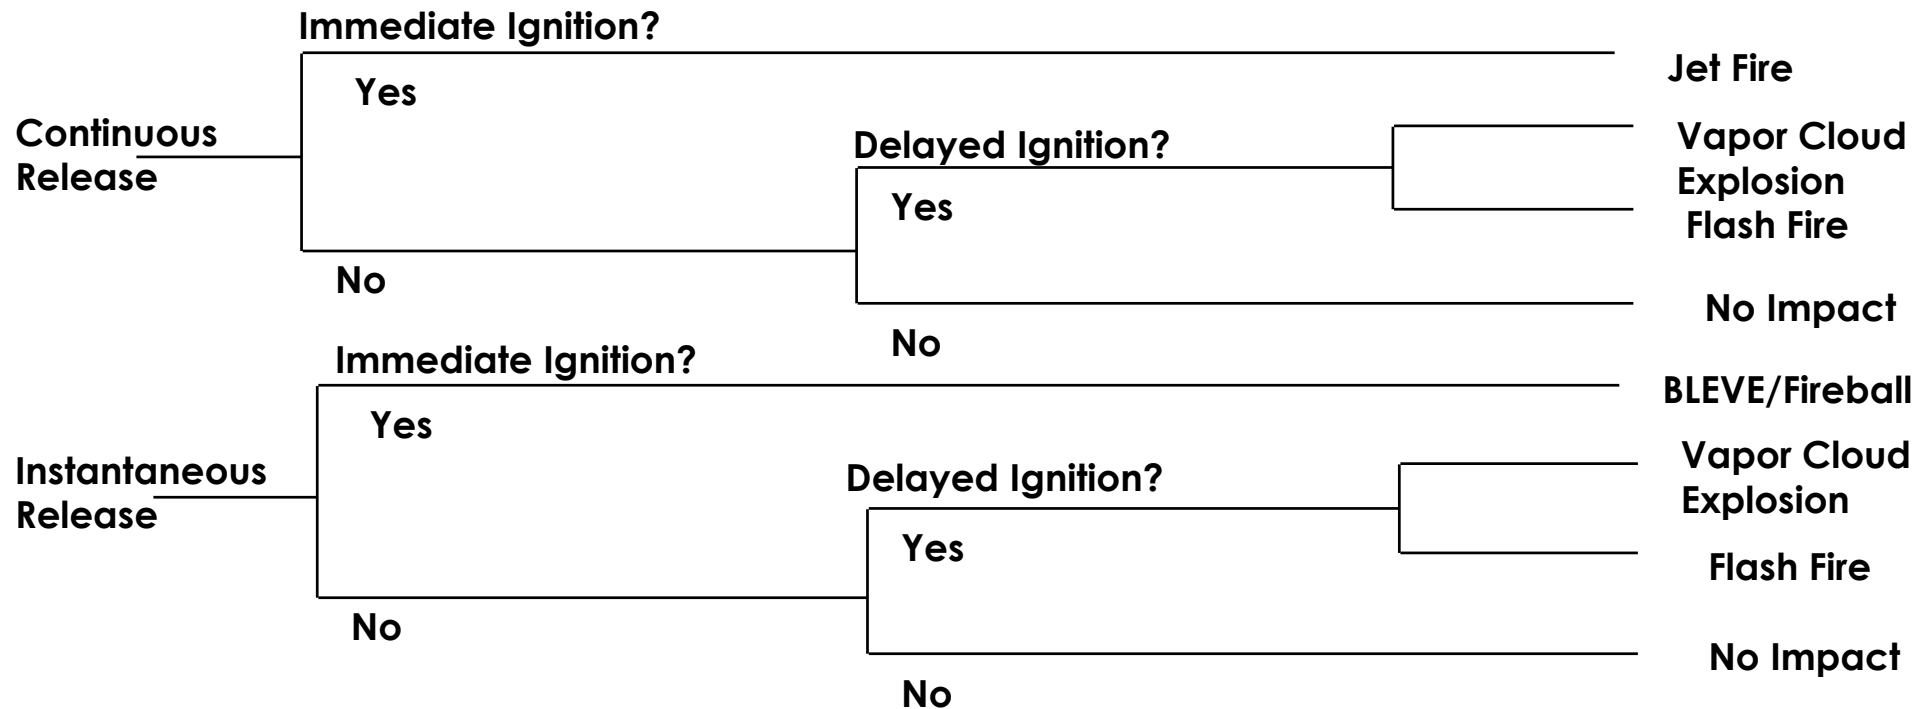 Immediate Ignition?
Jet Fire
Yes
Continuous
Release
Delayed Ignition?
Vapor Cloud
Explosion
Yes
Flash Fire
No
No Impact
No
Immediate Ignition?
BLEVE/Fireball
Yes
Instantaneous
Release
Delayed Ignition?
Vapor Cloud
Explosion
Yes
Flash Fire
No
No Impact
No